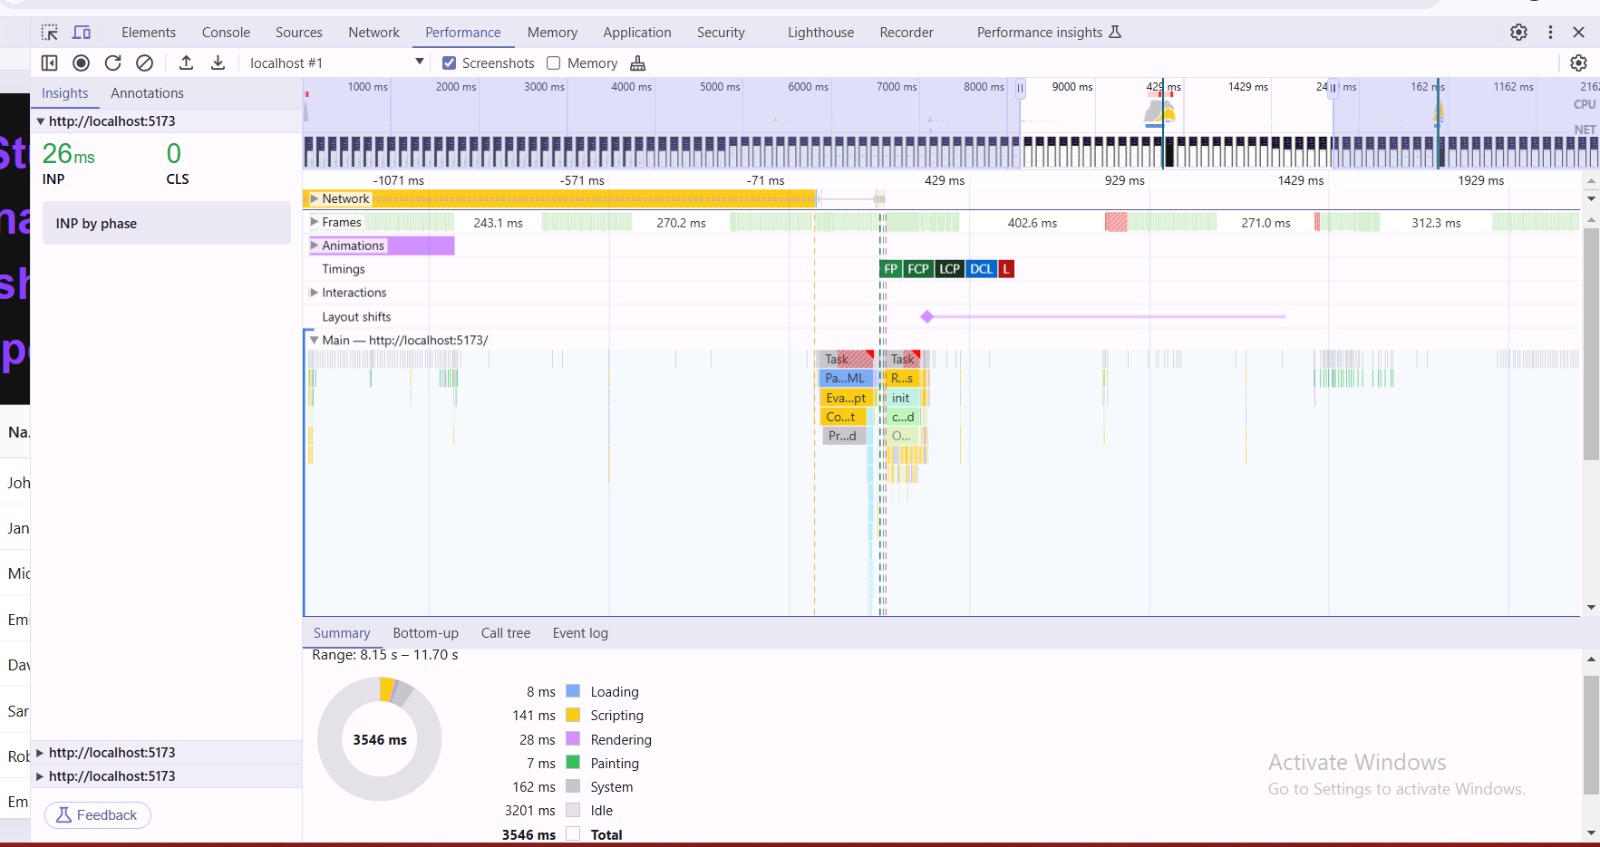 Elements Console Sources Network Performance Memory Application Security Lighthouse Recorder Performance insights
localhost #1 Screenshots Memory
Insights Annotations
http://localhost:5173
26 ms 0
INP CLS
INP by phase
http://localhost:5173
http://localhost:5173
Feedback
1000 ms 2000 ms 3000 ms 4000 ms 5000 ms 6000 ms 7000 ms 8000 ms 9000 ms 429 ms 1429 ms 24 ms 162 ms 1162 ms 2162
CPU
NET
-1071 ms -571 ms -71 ms 429 ms 929 ms 1429 ms 1929 ms
Network
Frames 243.1 ms 270.2 ms 402.6 ms 271.0 ms 312.3 ms
Animations
Timings FP FCP LCP DCL L
Interactions
Layout shifts
Main — http://localhost:5173/
Task Task
Pa...ML R...s
Eva...pt init
Co...t c...d
Pr...d O...
Summary Bottom-up Call tree Event log
Range: 8.15 s – 11.70 s
3546 ms
8 ms Loading
141 ms Scripting
28 ms Rendering
7 ms Painting
162 ms System
3201 ms Idle
3546 ms Total
Activate Windows
Go to Settings to activate Windows.
Stu
ma
sh
pe
Na.
Joh
Jan
Mic
Emi
Dav
Sar
Rob
Em